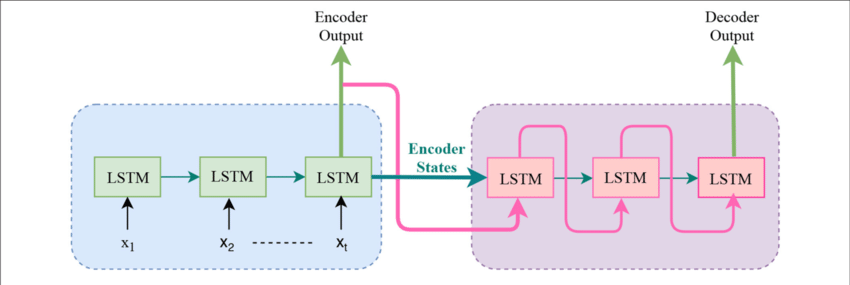 Encoder
Output
Decoder
Output
Encoder
States
LSTM
LSTM
LSTM
LSTM
LSTM
LSTM
x₁
x₂
xₜ